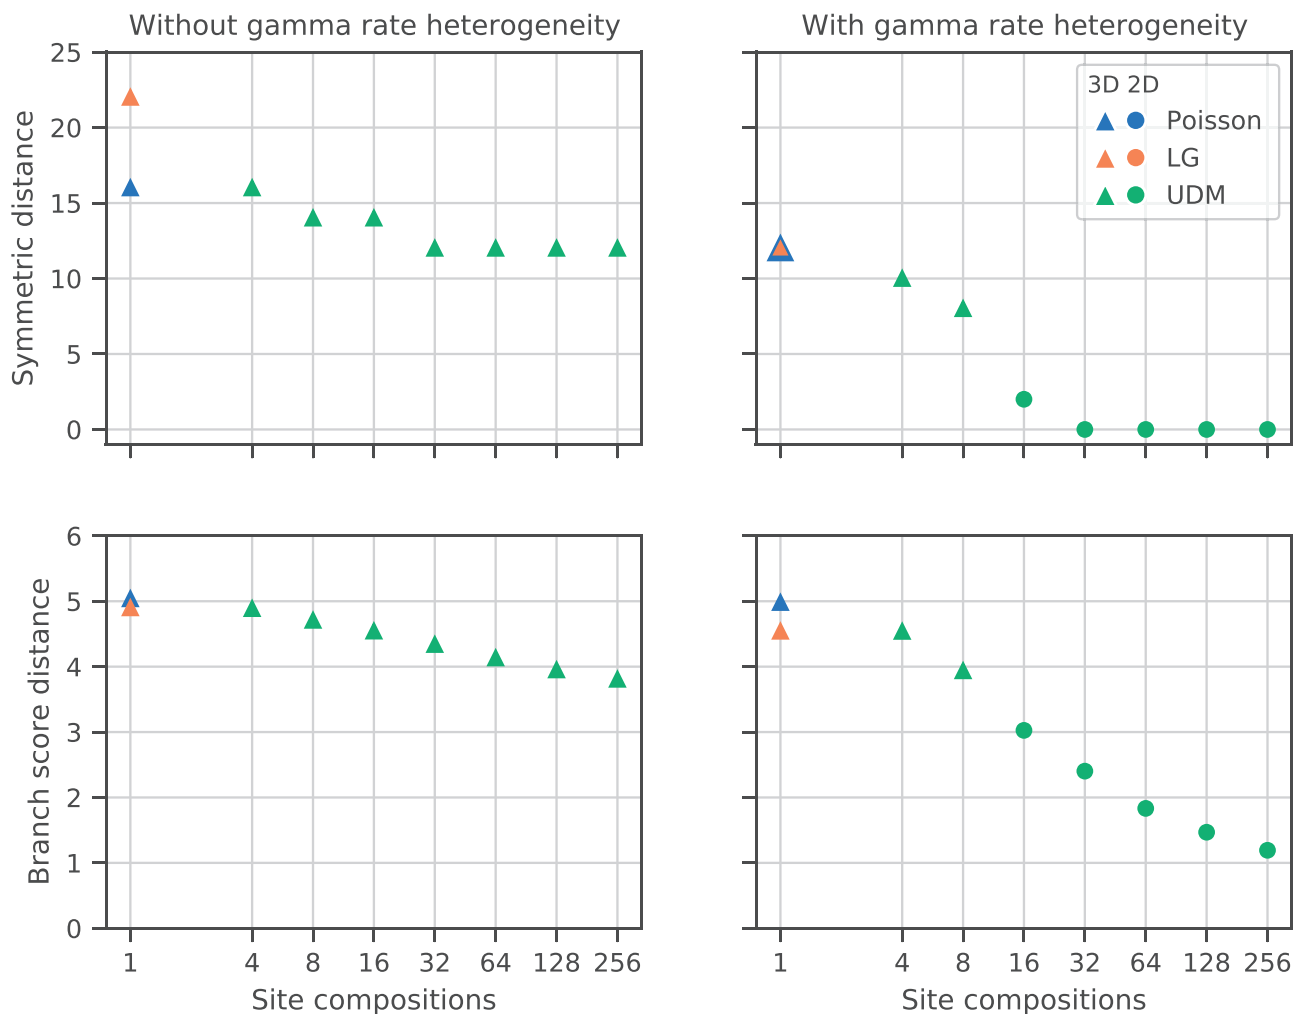 Without gamma rate heterogeneity
With gamma rate heterogeneity
Symmetric distance
25
20
15
10
5
0
3D 2D
Poisson
LG
UDM
Branch score distance
6
5
4
3
2
1
0
1 4 8 16 32 64 128 256
Site compositions
1 4 8 16 32 64 128 256
Site compositions